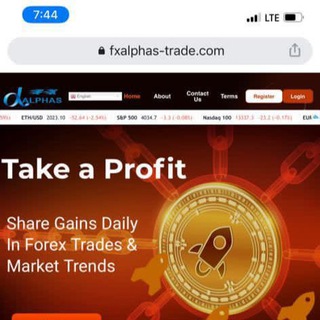 7:44
LTE
fxalphas-trade.com
ALPHAS
English
Home
About
Contact
Us
Terms
Register
Login
ETH/USD 2023.10 -52.44 (-2.54%) S&P 500 4034.7 -3.3 (-0.08%) Nasdaq 100 13337.3 -23.2 (-0.17%) EUR
Take a Profit
Share Gains Daily
In Forex Trades &
Market Trends